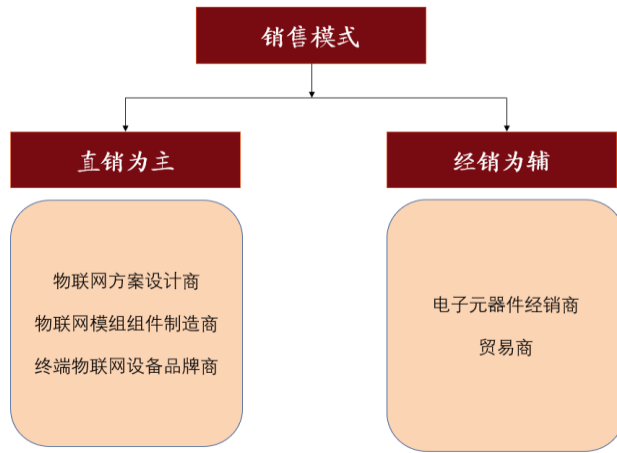 销售模式
直销为主
经销为辅
物联网方案设计商
物联网模组组件制造商
终端物联网设备品牌商
电子元器件经销商
贸易商